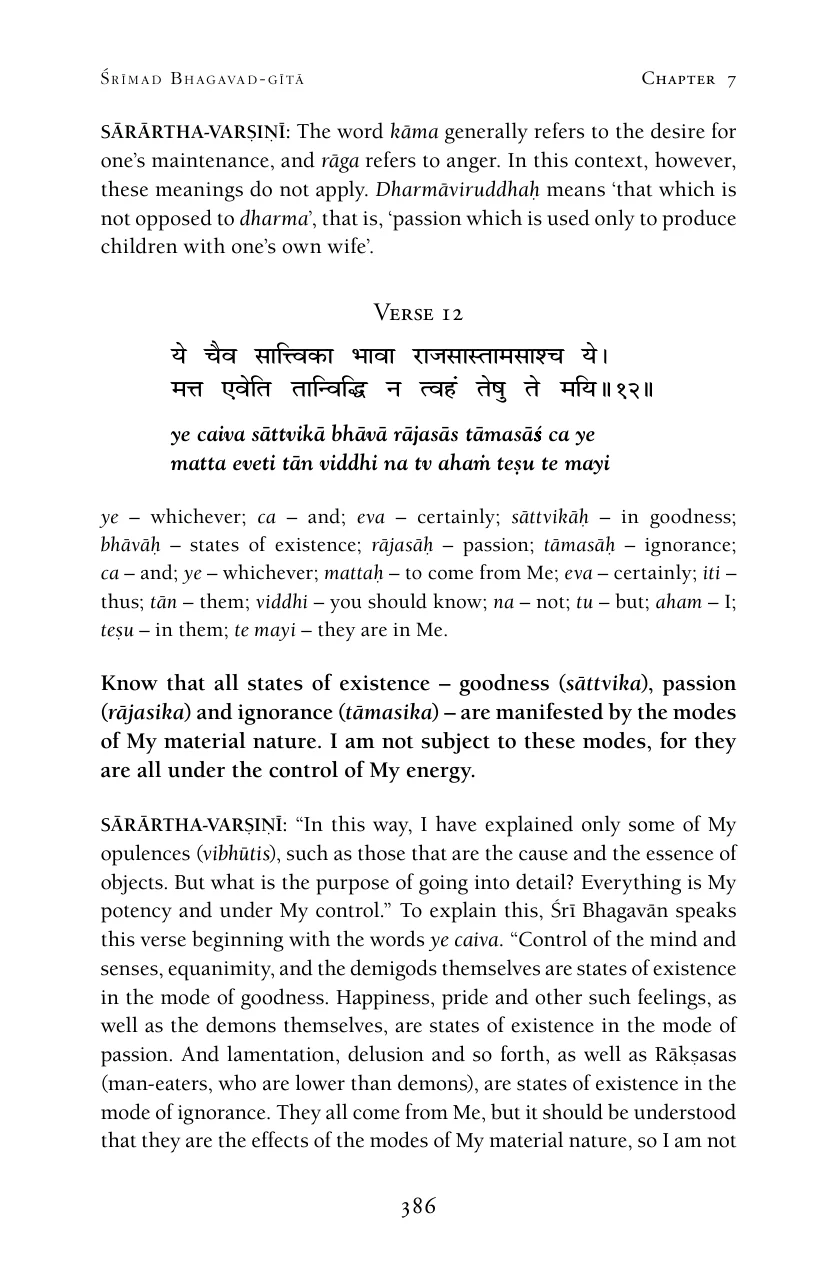 Śrīmad Bhagavad-gītā Chapter 7
SĀRĀRTHA-VARṢIṆĪ: The word kāma generally refers to the desire for
one’s maintenance, and rāga refers to anger. In this context, however,
these meanings do not apply. Dharmāviruddhaḥ means ‘that which is
not opposed to dharma’, that is, ‘passion which is used only to produce
children with one’s own wife’.
Verse 12
ये चैव सात्त्विका भावा राजसास्तामसाश्च ये।
मत्त एवेति तान्विद्धि न त्वहं तेषु ते मयि॥१२॥
ye caiva sāttvikā bhāvā rājasās tāmasāś ca ye
matta eveti tān viddhi na tv ahaṁ teṣu te mayi
ye – whichever; ca – and; eva – certainly; sāttvikāḥ – in goodness;
bhāvāḥ – states of existence; rājasāḥ – passion; tāmasāḥ – ignorance;
ca – and; ye – whichever; mattaḥ – to come from Me; eva – certainly; iti –
thus; tān – them; viddhi – you should know; na – not; tu – but; aham – I;
teṣu – in them; te mayi – they are in Me.
Know that all states of existence – goodness (sāttvika), passion
(rājasika) and ignorance (tāmasika) – are manifested by the modes
of My material nature. I am not subject to these modes, for they
are all under the control of My energy.
SĀRĀRTHA-VARṢIṆĪ: “In this way, I have explained only some of My
opulences (vibhūtis), such as those that are the cause and the essence of
objects. But what is the purpose of going into detail? Everything is My
potency and under My control.” To explain this, Śrī Bhagavān speaks
this verse beginning with the words ye caiva. “Control of the mind and
senses, equanimity, and the demigods themselves are states of existence
in the mode of goodness. Happiness, pride and other such feelings, as
well as the demons themselves, are states of existence in the mode of
passion. And lamentation, delusion and so forth, as well as Rākṣasas
(man-eaters, who are lower than demons), are states of existence in the
mode of ignorance. They all come from Me, but it should be understood
that they are the effects of the modes of My material nature, so I am not
386